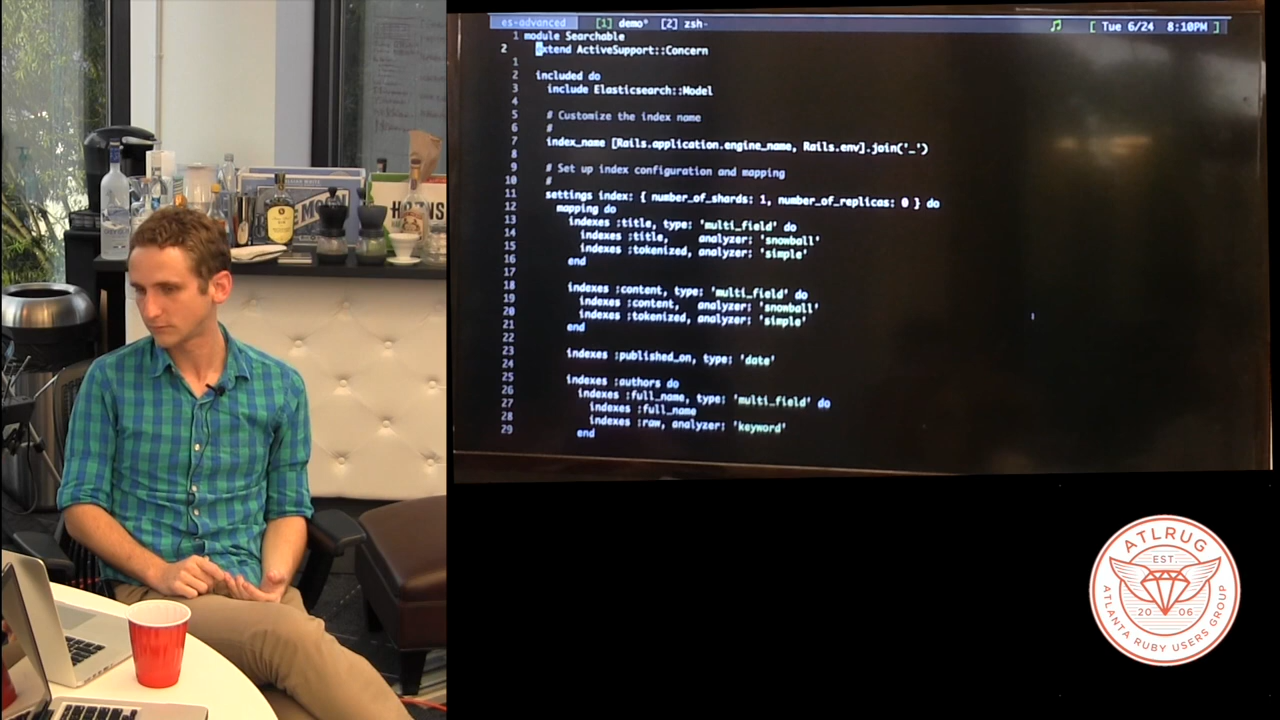 es-advanced [1] demo* [2] zsh- [ Tue 6/24 8:10PM ]
1 module Searchable
2 extend ActiveSupport::Concern
1
2 included do
3 include Elasticsearch::Model
4
5 # Customize the index name
6 #
7 index_name [Rails.application.engine_name, Rails.env].join('_')
8
9 # Set up index configuration and mapping
10 #
11 settings index: { number_of_shards: 1, number_of_replicas: 0 } do
12 mapping do
13 indexes :title, type: 'multi_field' do
14 indexes :title, analyzer: 'snowball'
15 indexes :tokenized, analyzer: 'simple'
16 end
17
18 indexes :content, type: 'multi_field' do
19 indexes :content, analyzer: 'snowball'
20 indexes :tokenized, analyzer: 'simple'
21 end
22
23 indexes :published_on, type: 'date'
24
25 indexes :authors do
26 indexes :full_name, type: 'multi_field' do
27 indexes :full_name
28 indexes :raw, analyzer: 'keyword'
29 end
ATLRUG
EST.
20 06
ATLANTA RUBY USERS GROUP